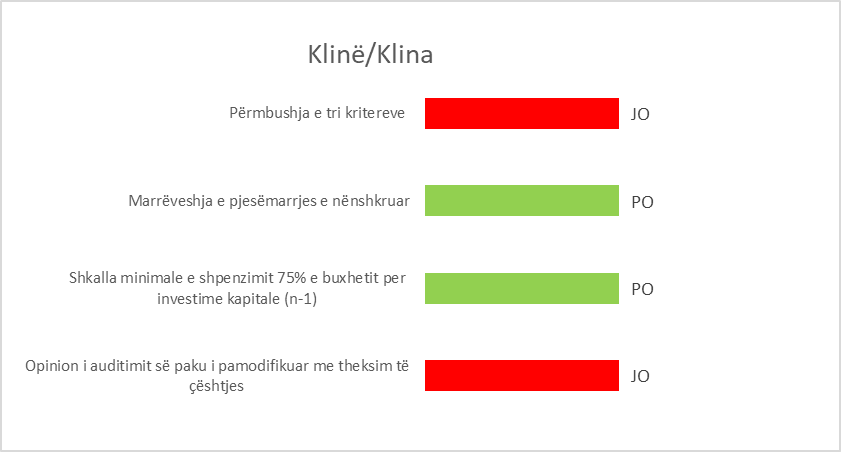 Klinë/Klina
Përmbushja e tri kritereve
JO
Marrëveshja e pjesëmarrjes e nënshkruar
PO
Shkalla minimale e shpenzimit 75% e buxhetit per
investime kapitale (n-1)
PO
Opinion i auditimit së paku i pamodifikuar me theksim të
çështjes
JO